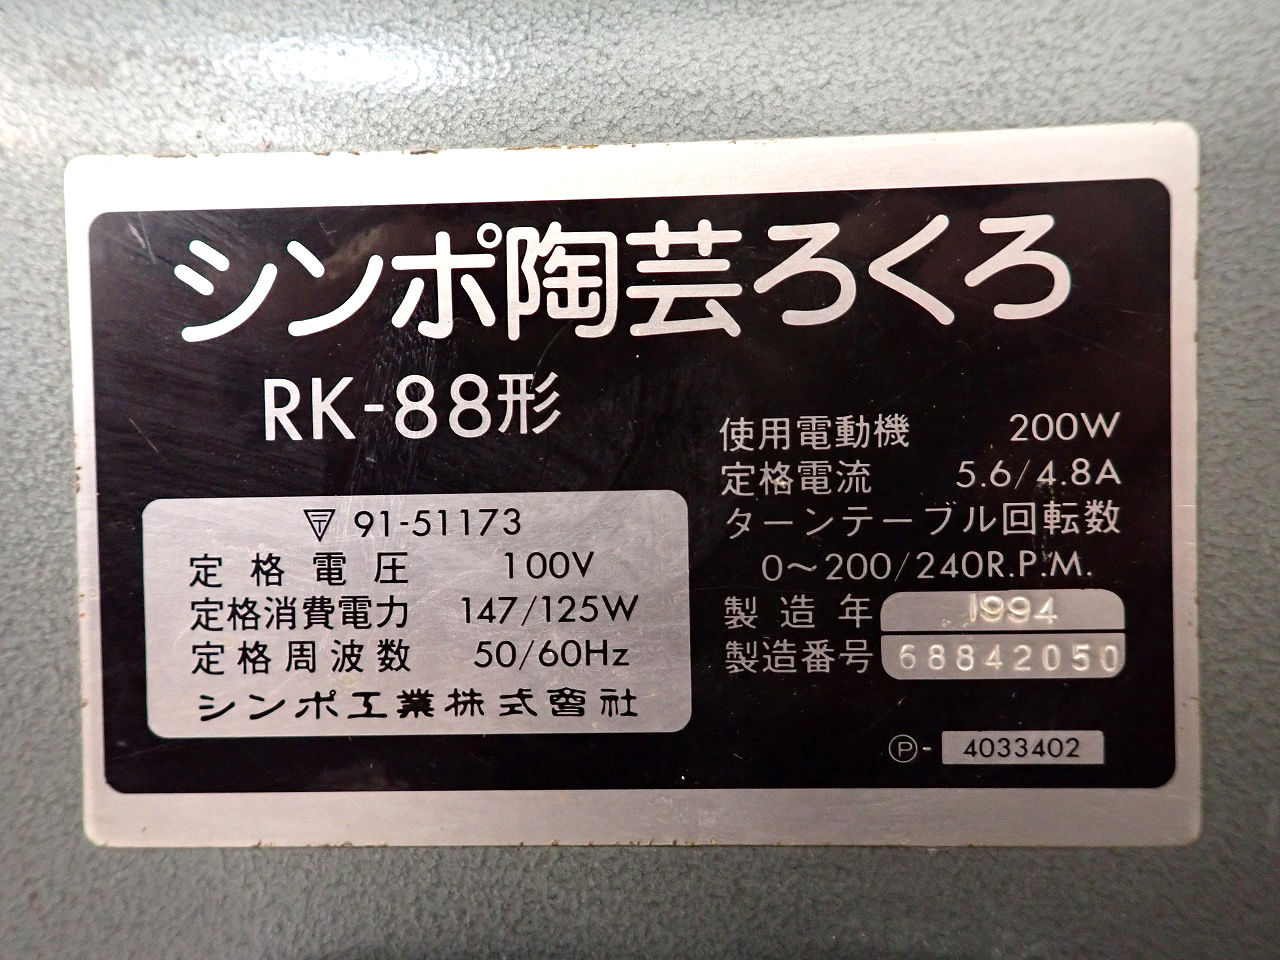 シンポ陶芸ろくろ
RK-88形
〒 91-51173
定格電圧 100V
定格消費電力 147/125W
定格周波数 50/60Hz
シンポ工業株式會社
使用電動機 200W
定格電流 5.6/4.8A
ターンテーブル回転数
0～200/240R.P.M.
製造年 1994
製造番号 68842050
Ⓟ- 4033402